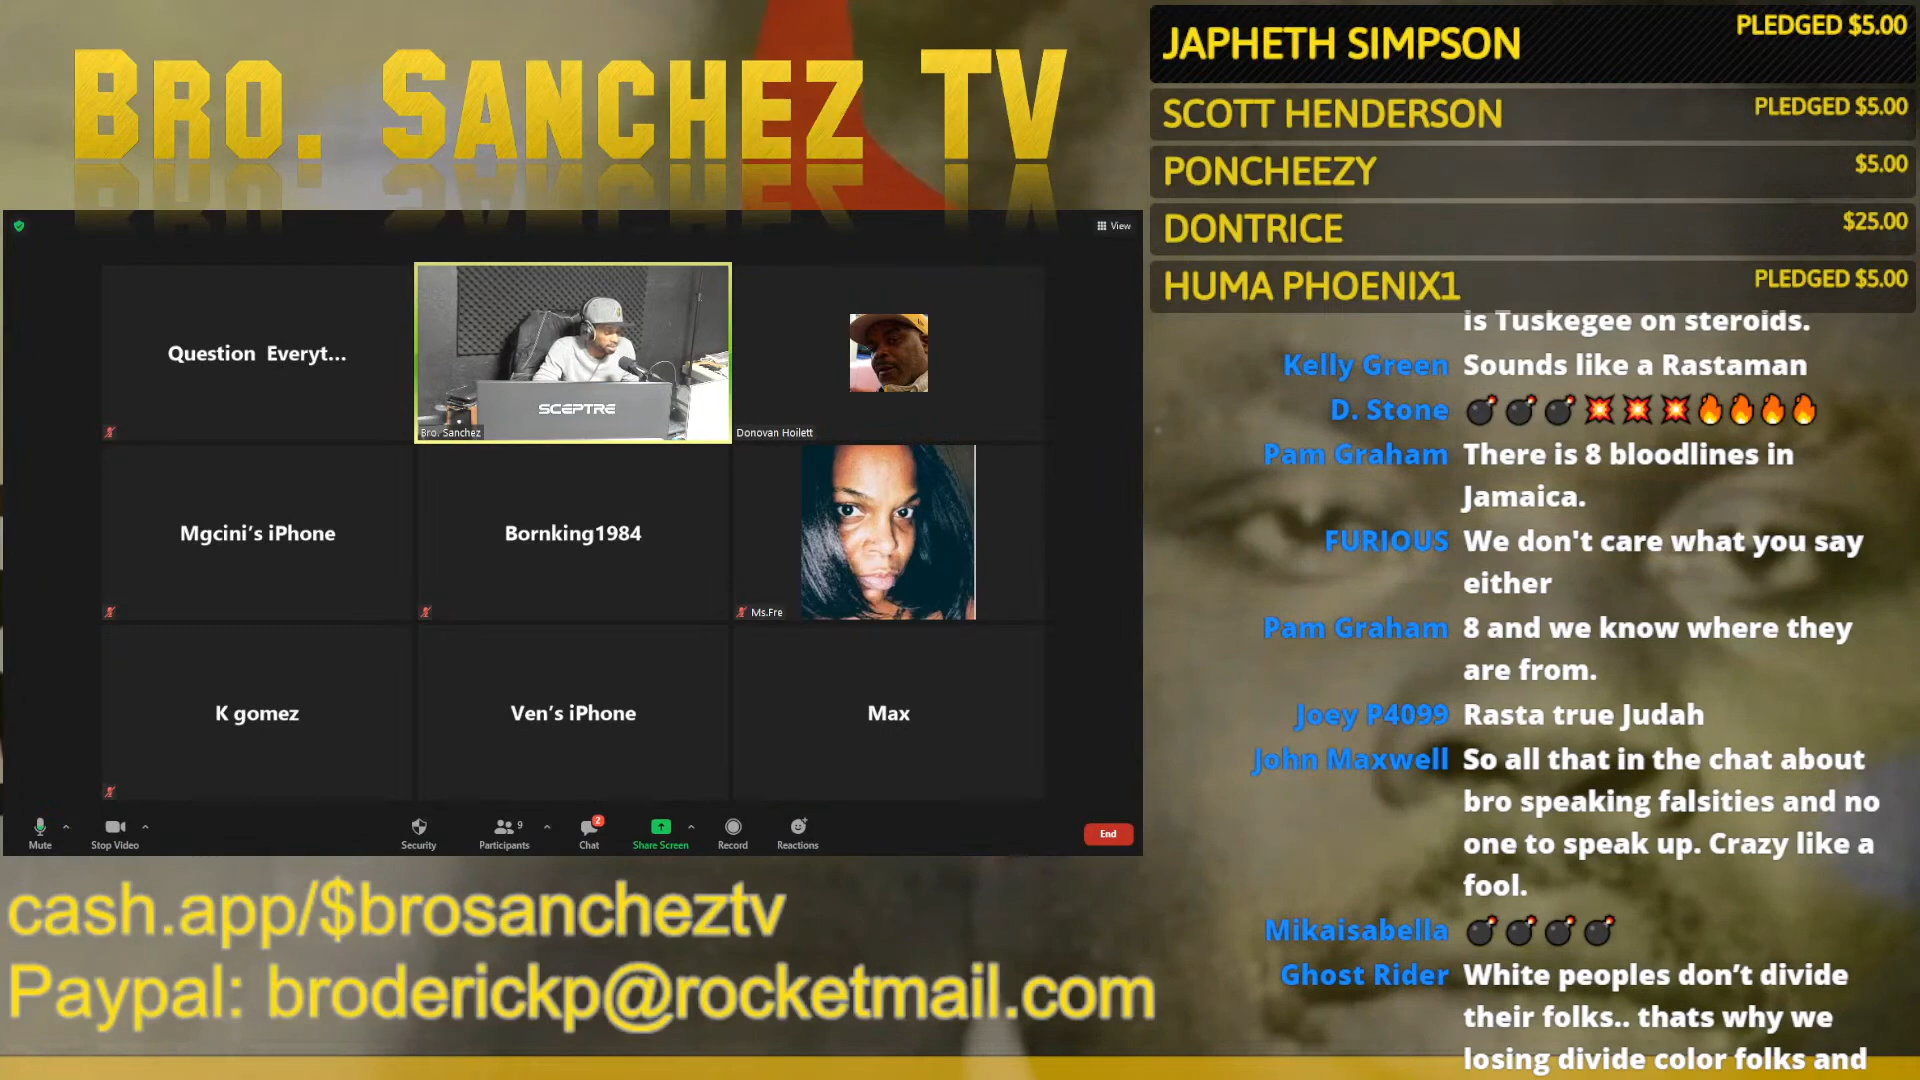 BRO. SANCHEZ TV
View
Question Everyt...
SCEPTRE
Bro. Sanchez
Donovan Hoilett
Mgcini's iPhone
Bornking1984
Ms.Fre
K gomez
Ven's iPhone
Max
Mute
Stop Video
Security
9
Participants
2
Chat
Share Screen
Record
Reactions
End
cash.app/$brosancheztv
Paypal: broderickp@rocketmail.com
JAPHETH SIMPSON PLEDGED $5.00
SCOTT HENDERSON PLEDGED $5.00
PONCHEEZY $5.00
DONTRICE $25.00
HUMA PHOENIX1 PLEDGED $5.00
is Tuskegee on steroids.
Kelly Green Sounds like a Rastaman
D. Stone 💣💣💣💥💥💥🔥🔥🔥🔥
Pam Graham There is 8 bloodlines in
Jamaica.
FURIOUS We don't care what you say
either
Pam Graham 8 and we know where they
are from.
Joey P4099 Rasta true Judah
John Maxwell So all that in the chat about
bro speaking falsities and no
one to speak up. Crazy like a
fool.
Mikaisabella 💣💣💣💣
Ghost Rider White peoples don't divide
their folks.. thats why we
losing divide color folks and